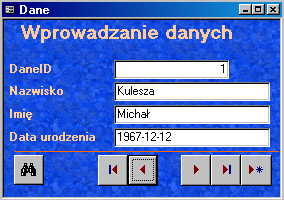 Dane
Wprowadzanie danych
DaneID 1
Nazwisko Kulesza
Imię Michał
Data urodzenia 1967-12-12